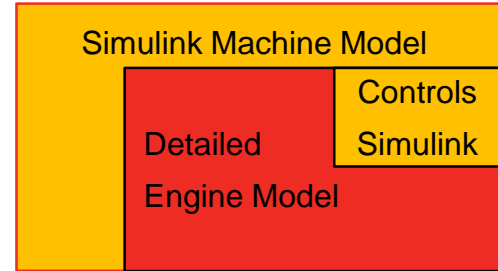 Simulink Machine Model
Controls
Simulink
Detailed
Engine Model